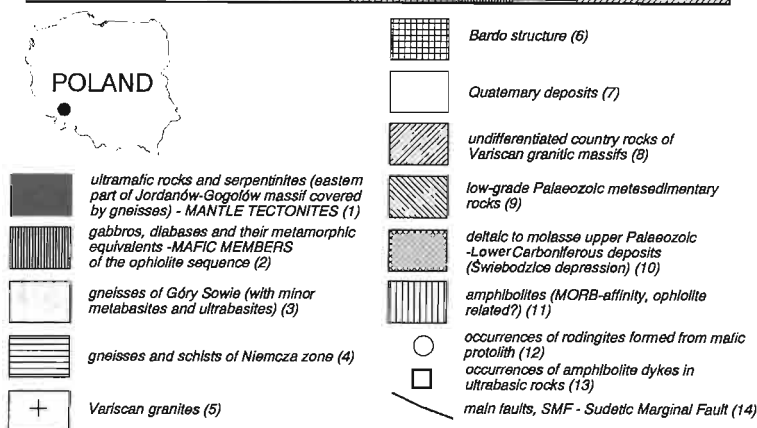 POLAND
ultramafic rocks and serpentinites (eastern
part of Jordanów-Gogołów massif covered
by gneisses) - MANTLE TECTONITES (1)
gabbros, diabases and their metamorphic
equivalents -MAFIC MEMBERS
of the ophiolite sequence (2)
gneisses of Góry Sowie (with minor
metabasites and ultrabasites) (3)
gneisses and schists of Niemcza zone (4)
Variscan granites (5)
Bardo structure (6)
Quaternary deposits (7)
undifferentiated country rocks of
Variscan granitic massifs (8)
low-grade Palaeozoic metasedimentary
rocks (9)
deltaic to molasse upper Palaeozoic
-Lower Carboniferous deposits
(Świebodzice depression) (10)
amphibolites (MORB-affinity, ophiolite
related?) (11)
occurrences of rodingites formed from mafic
protolith (12)
occurrences of amphibolite dykes in
ultrabasic rocks (13)
main faults, SMF - Sudetic Marginal Fault (14)